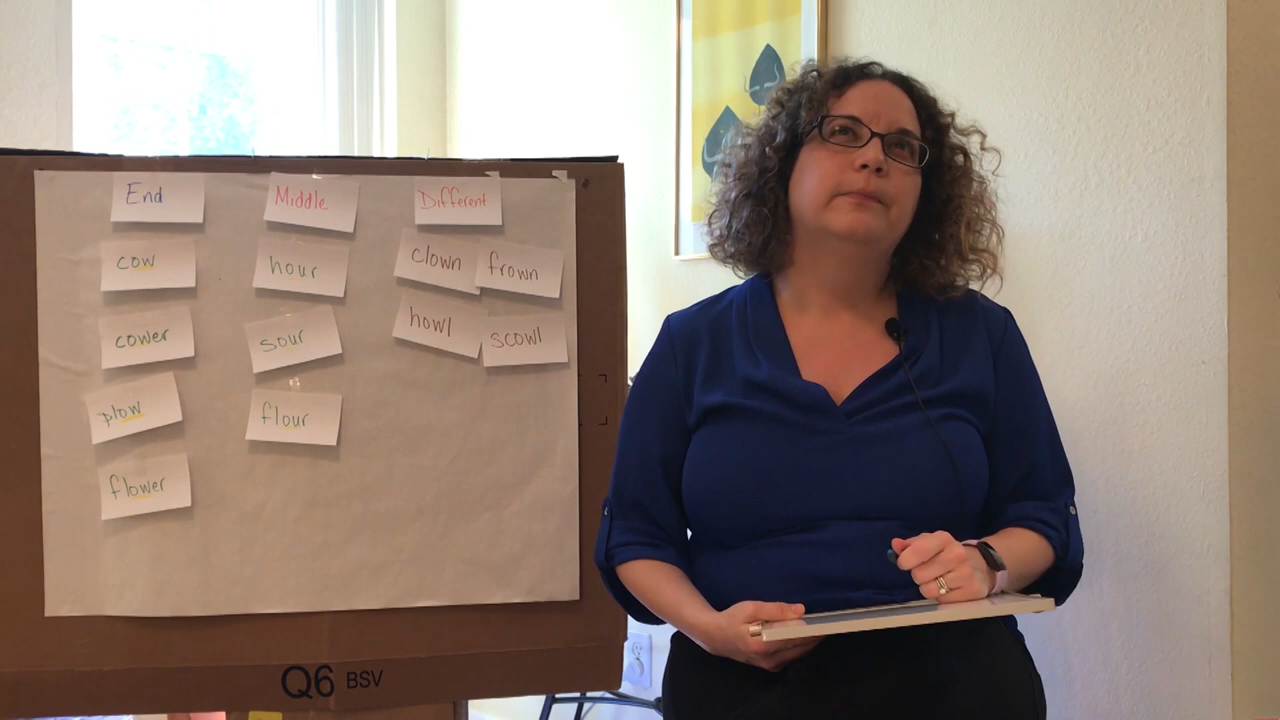 End
Middle
Different
cow
hour
clown
frown
cower
sour
howl
scowl
plow
flour
flower
Q6 BSV